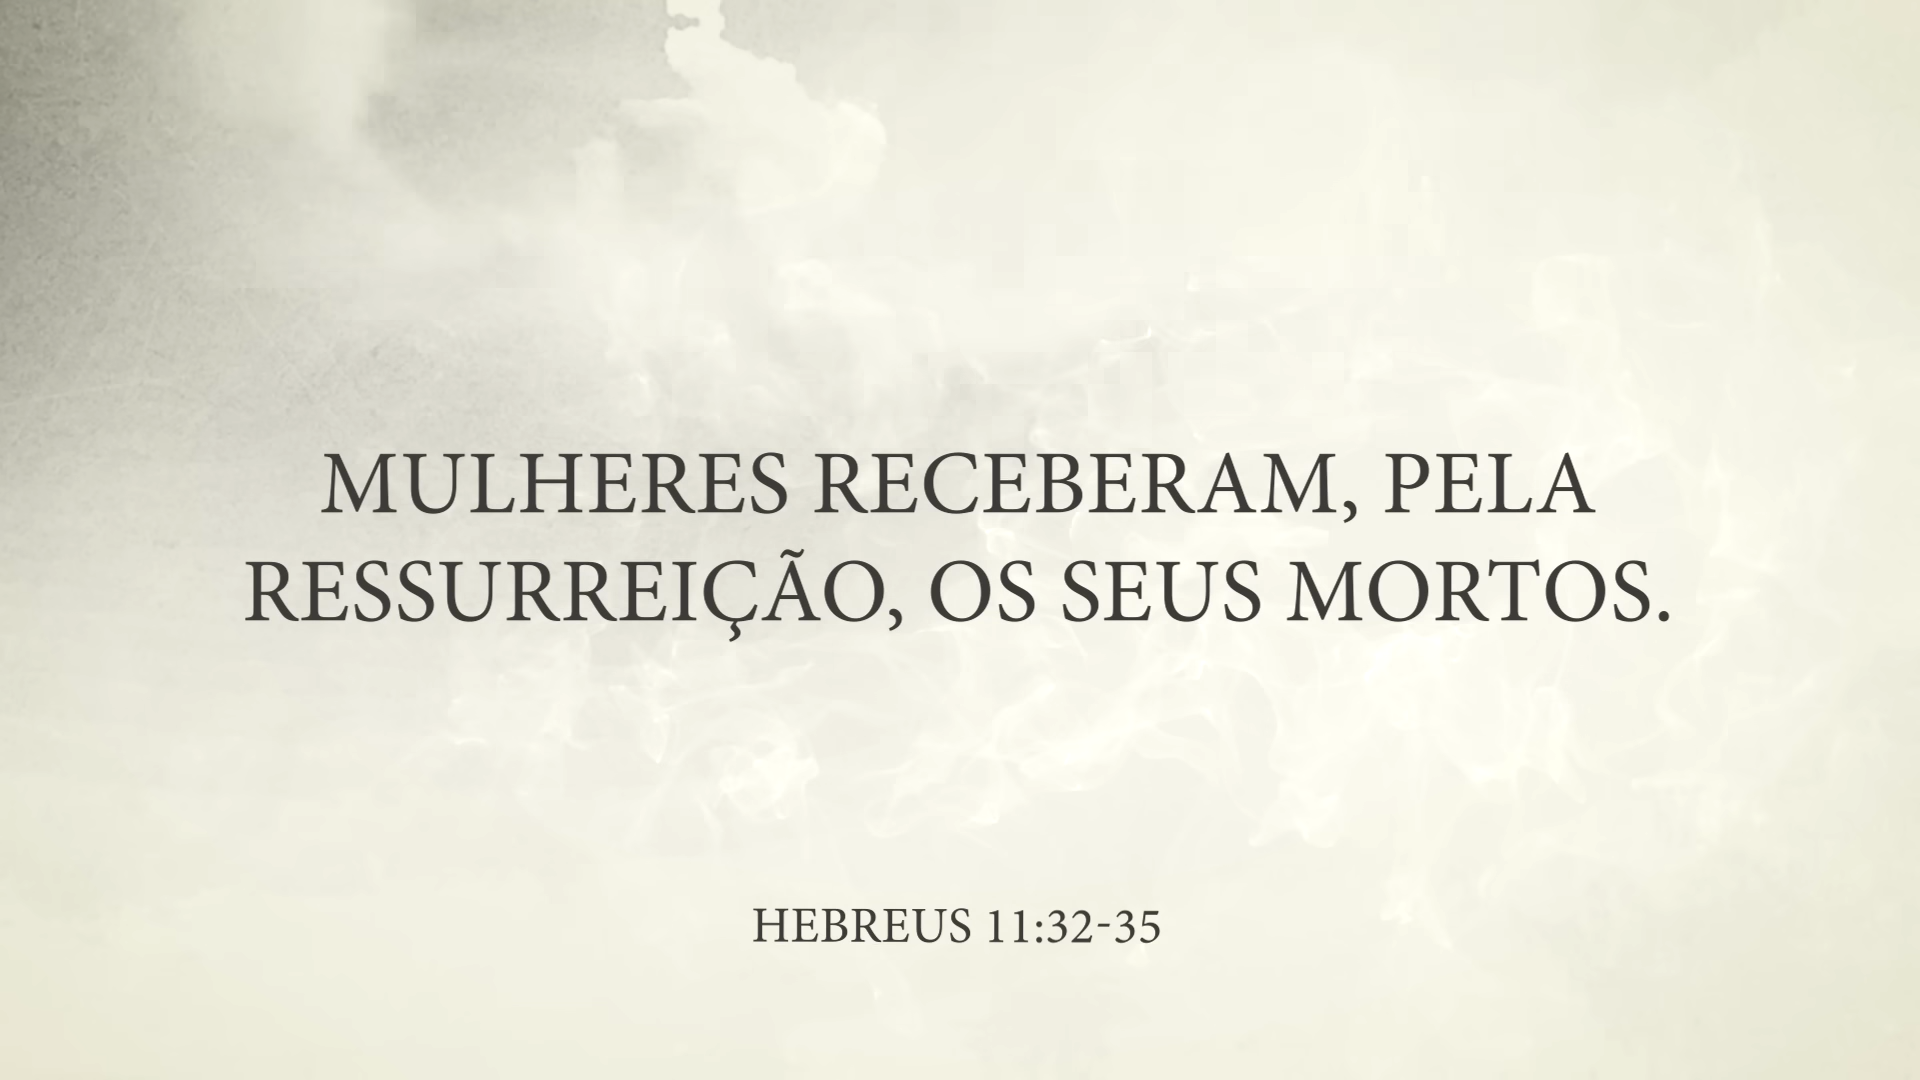 MULHERES RECEBERAM, PELA
RESSURREIÇÃO, OS SEUS MORTOS.
HEBREUS 11:32-35